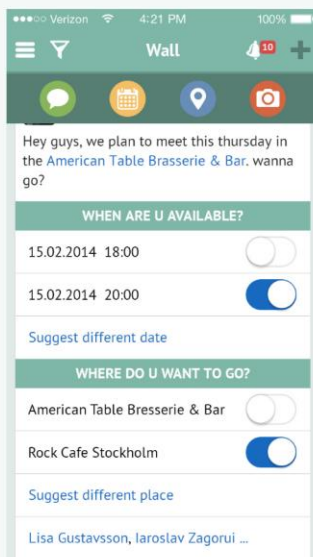 Verizon 4:21 PM 100%
Wall 10
Hey guys, we plan to meet this thursday in
the American Table Brasserie & Bar. wanna
go?
WHEN ARE U AVAILABLE?
15.02.2014 18:00
15.02.2014 20:00
Suggest different date
WHERE DO U WANT TO GO?
American Table Bresserie & Bar
Rock Cafe Stockholm
Suggest different place
Lisa Gustavsson, Iaroslav Zagorui ...